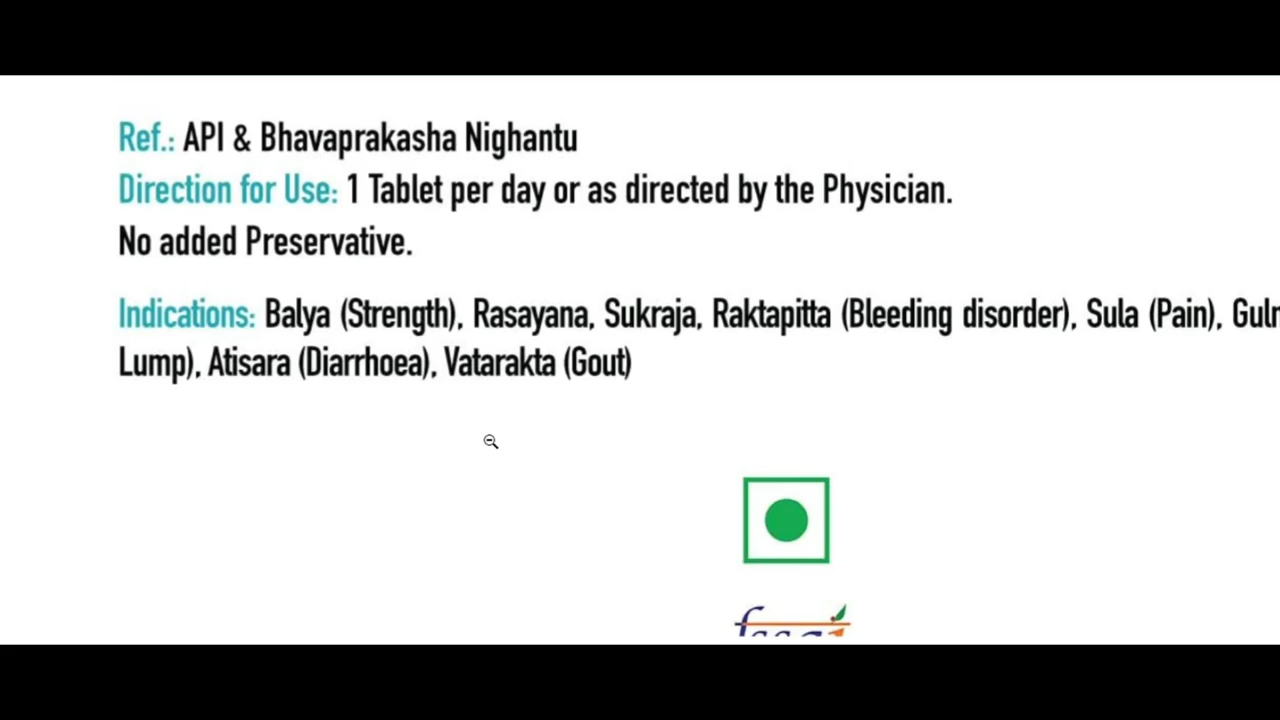 Ref.: API & Bhavaprakasha Nighantu
Direction for Use: 1 Tablet per day or as directed by the Physician.
No added Preservative.
Indications: Balya (Strength), Rasayana, Sukraja, Raktapitta (Bleeding disorder), Sula (Pain),
Lump), Atisara (Diarrhoea), Vatarakta (Gout)
fssai